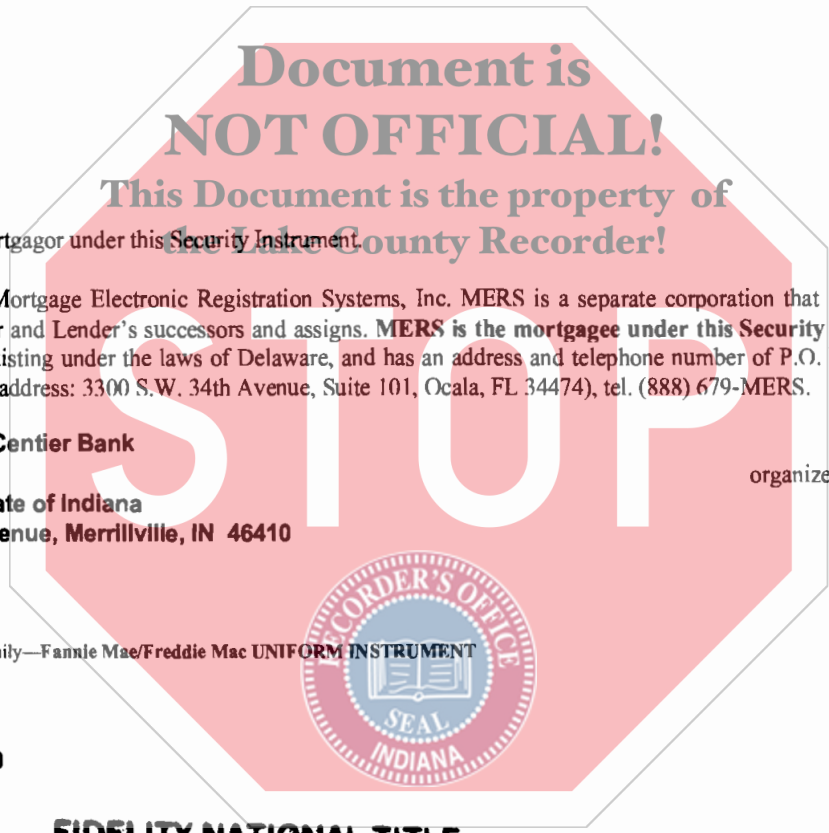 Document is
NOT OFFICIAL!
This Document is the property of
the Lake County Recorder!
rtgagor under this Security Instrument.
Mortgage Electronic Registration Systems, Inc. MERS is a separate corporation that
r and Lender's successors and assigns. MERS is the mortgagee under this Security
isting under the laws of Delaware, and has an address and telephone number of P.O.
address: 3300 S.W. 34th Avenue, Suite 101, Ocala, FL 34474), tel. (888) 679-MERS.
STOP
Centier Bank
organize
ate of Indiana
enue, Merrillville, IN 46410
RECORDER'S OFFICE
nily—Fannie Mae/Freddie Mac UNIFORM INSTRUMENT
SEAL
INDIANA
FIDELITY NATIONAL TITLE